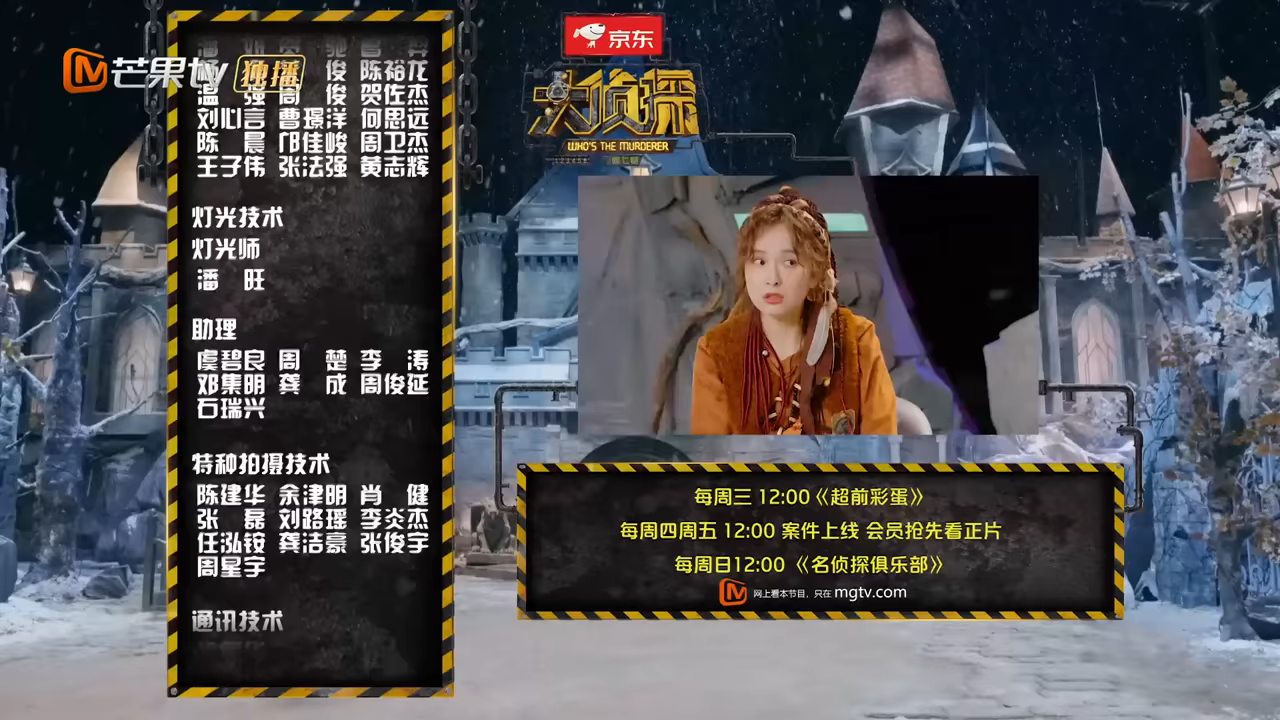 芒果tv 独播
俊 陈裕龙
温 强 周 俊 贺佐杰
刘心言 曹璟洋 何思远
陈 晨 邝佳峻 周卫杰
王子伟 张法强 黄志辉
灯光技术
灯光师
潘 旺
助理
虞碧良 周 楚 李 涛
邓集明 龚 成 周俊延
石瑞兴
特种拍摄技术
陈建华 余津明 肖 健
张 磊 刘路瑶 李炎杰
任泓铵 龚洁豪 张俊宇
周星宇
通讯技术
京东
大侦探
WHO'S THE MURDERER
第七季
每周三 12:00《超前彩蛋》
每周四周五 12:00 案件上线 会员抢先看正片
每周日12:00 《名侦探俱乐部》
网上看本节目，只在 mgtv.com